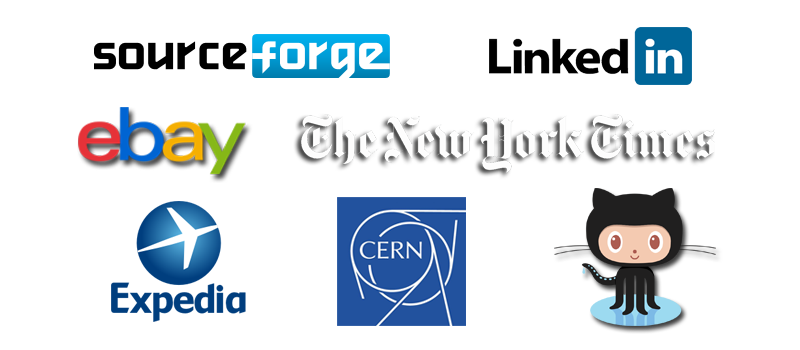 sourceforge
Linkedin
ebay
The New York Times
Expedia
CERN